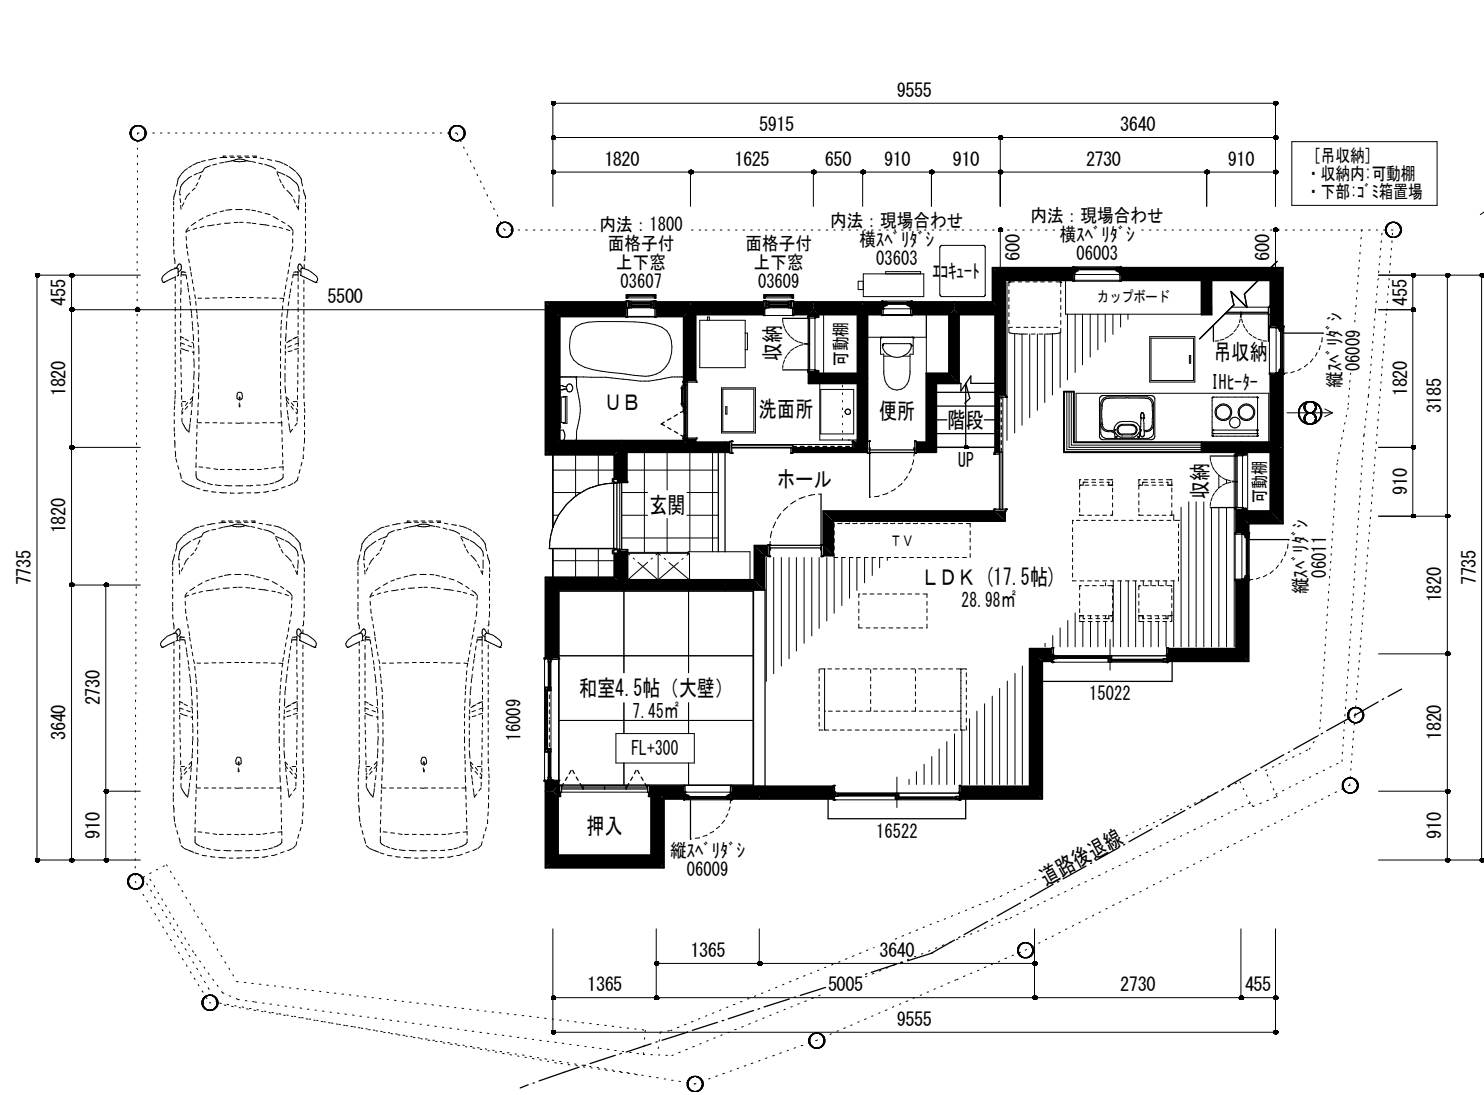 9555
5915
3640
1820
1625
650
910
910
2730
910
[吊収納]
・収納内:可動棚
・下部:ゴミ箱置場
内法：1800
面格子付
上下窓
03607
面格子付
上下窓
03609
内法：現場合わせ
横スベリダシ
03603
エコキュート
内法：現場合わせ
横スベリダシ
06003
600
600
455
5500
カップボード
455
収納
可動棚
吊収納
縦スベリダシ
06009
1820
1820
3185
UB
洗面所
便所
階段
IHヒーター
UP
ホール
玄関
収納
可動棚
910
1820
TV
縦スベリダシ
06011
7735
LDK (17.5帖)
28.98㎡
1820
7735
2730
3640
16009
和室4.5帖（大壁）
7.45㎡
FL+300
15022
1820
910
押入
縦スベリダシ
06009
16522
910
道路後退線
1365
3640
1365
5005
2730
455
9555